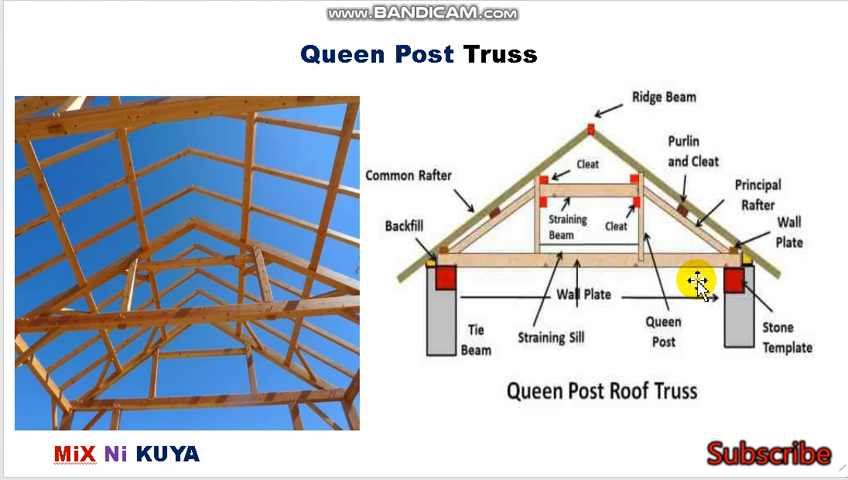 www.BANDICAM.com
Queen Post Truss
Ridge Beam
Purlin
and Cleat
Cleat
Common Rafter
Principal
Rafter
Straining
Beam
Cleat
Backfill
Wall
Plate
Wall Plate
Tie
Beam
Straining Sill
Queen
Post
Stone
Template
Queen Post Roof Truss
MiX Ni KUYA
Subscribe